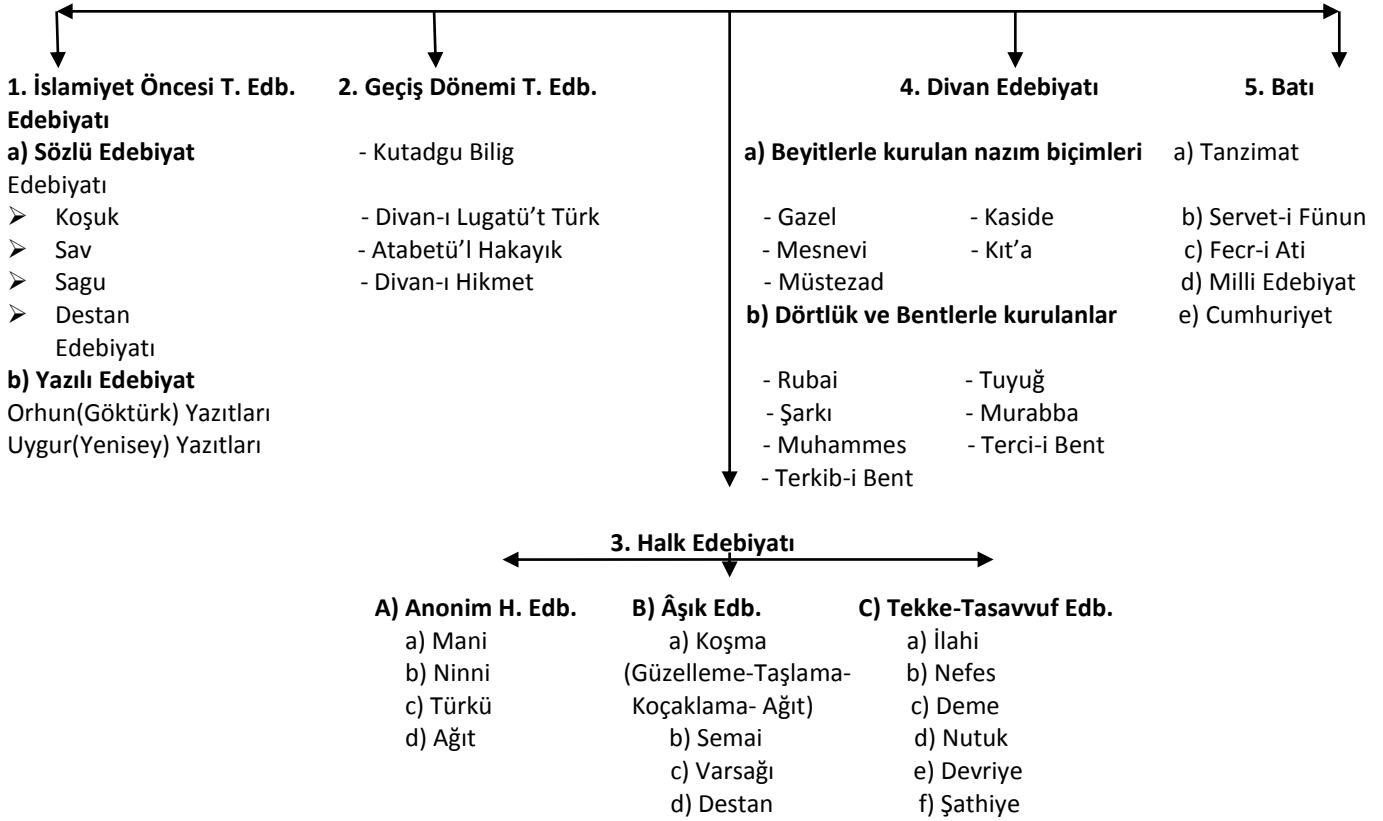 1. İslamiyet Öncesi T. Edb. 2. Geçiş Dönemi T. Edb. 4. Divan Edebiyatı 5. Batı
Edebiyatı
a) Sözlü Edebiyat - Kutadgu Bilig a) Beyitlerle kurulan nazım biçimleri a) Tanzimat
Edebiyatı
➢ Koşuk - Divan-ı Lugatü’t Türk - Gazel - Kaside b) Servet-i Fünun
➢ Sav - Atabetü’l Hakayık - Mesnevi - Kıt’a c) Fecr-i Ati
➢ Sagu - Divan-ı Hikmet - Müstezad d) Milli Edebiyat
➢ Destan b) Dörtlük ve Bentlerle kurulanlar e) Cumhuriyet
Edebiyatı
b) Yazılı Edebiyat - Rubai - Tuyuğ
Orhun(Göktürk) Yazıtları - Şarkı - Murabba
Uygur(Yenisey) Yazıtları - Muhammes - Terci-i Bent
- Terkib-i Bent
3. Halk Edebiyatı
A) Anonim H. Edb. B) Âşık Edb. C) Tekke-Tasavvuf Edb.
a) Mani a) Koşma a) İlahi
b) Ninni (Güzelleme-Taşlama- b) Nefes
c) Türkü Koçaklama- Ağıt) c) Deme
d) Ağıt b) Semai d) Nutuk
c) Varsağı e) Devriye
d) Destan f) Şathiye